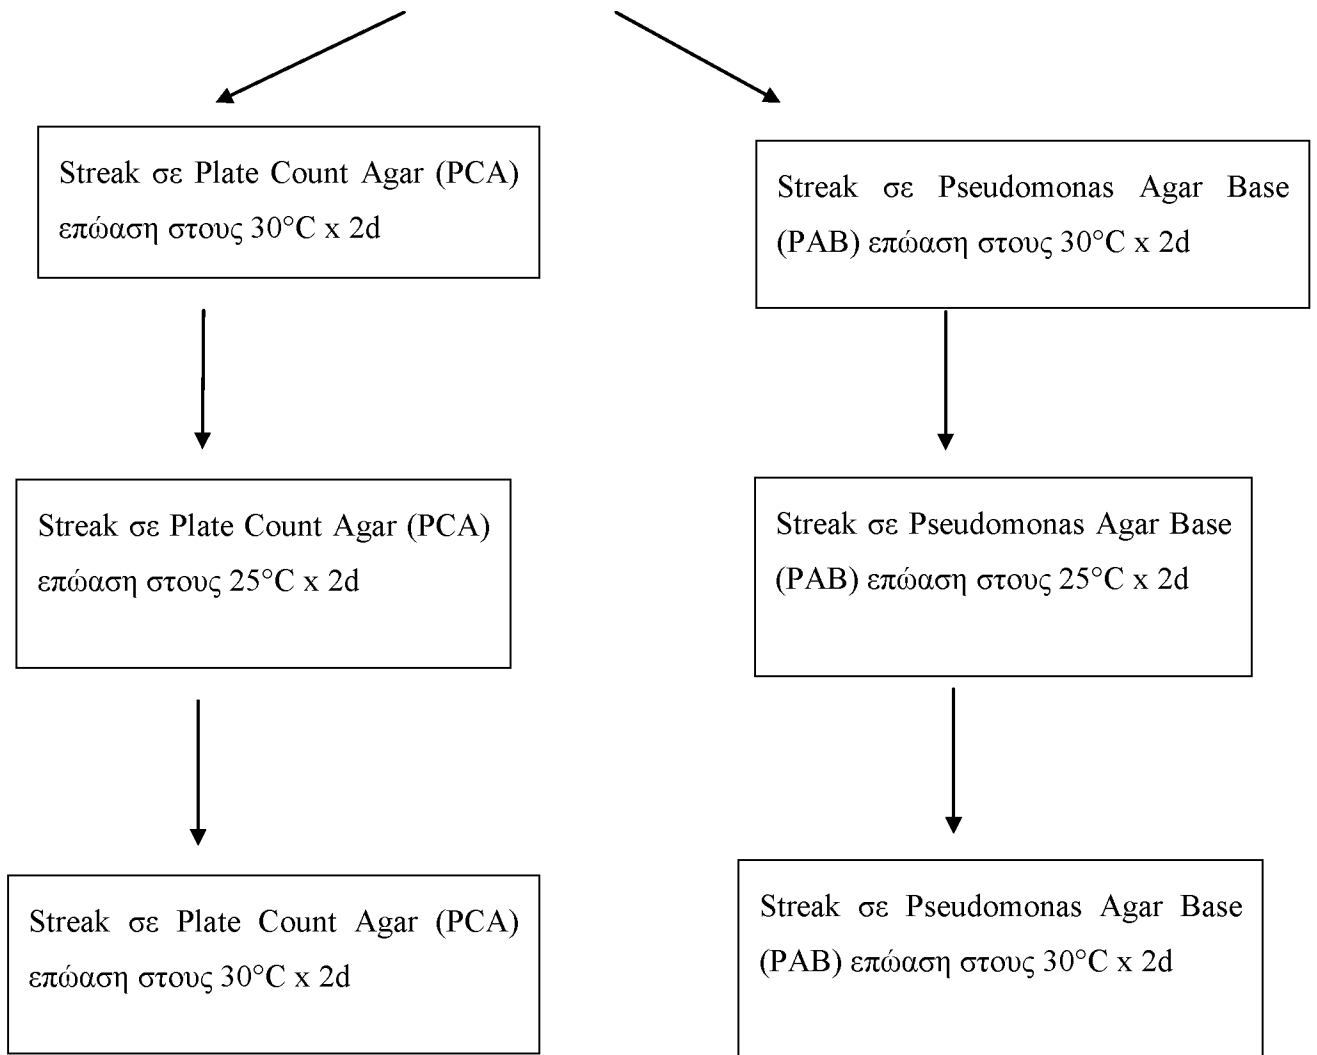 Streak σε Plate Count Agar (PCA)
επώαση στους 30°C x 2d
Streak σε Pseudomonas Agar Base
(PAB) επώαση στους 30°C x 2d
Streak σε Plate Count Agar (PCA)
επώαση στους 25°C x 2d
Streak σε Pseudomonas Agar Base
(PAB) επώαση στους 25°C x 2d
Streak σε Plate Count Agar (PCA)
επώαση στους 30°C x 2d
Streak σε Pseudomonas Agar Base
(PAB) επώαση στους 30°C x 2d